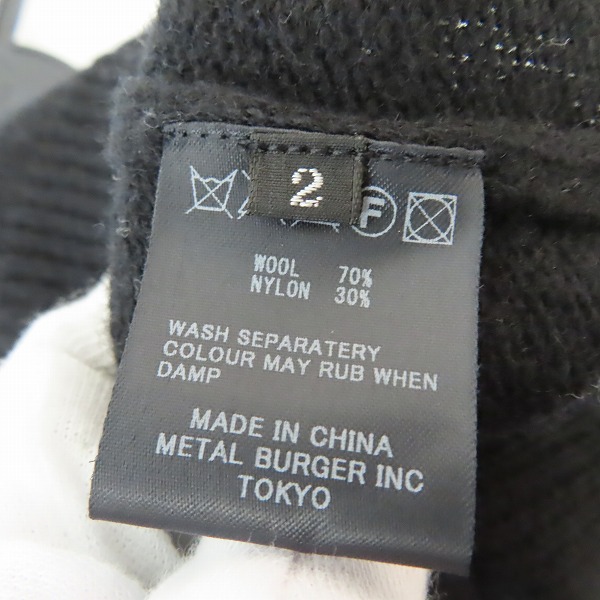 2
F
WOOL 70%
NYLON 30%
WASH SEPARATERY
COLOUR MAY RUB WHEN
DAMP
MADE IN CHINA
METAL BURGER INC
TOKYO